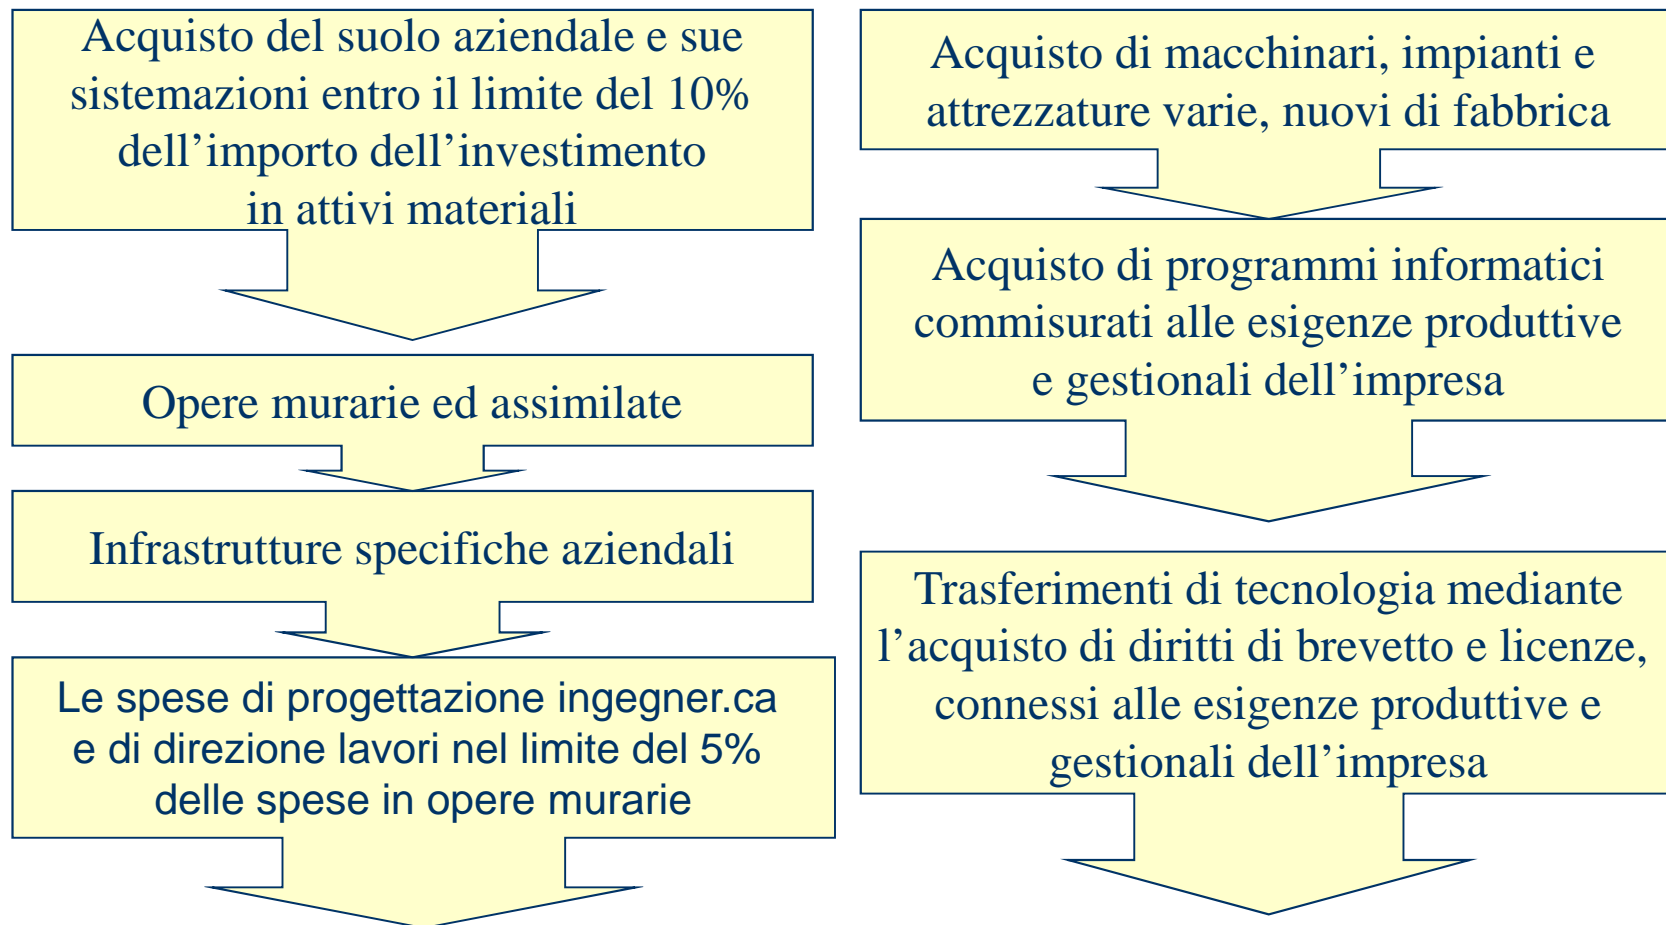 Acquisto del suolo aziendale e sue
sistemazioni entro il limite del 10%
dell’importo dell’investimento
in attivi materiali
Opere murarie ed assimilate
Infrastrutture specifiche aziendali
Le spese di progettazione ingegner.ca
e di direzione lavori nel limite del 5%
delle spese in opere murarie
Acquisto di macchinari, impianti e
attrezzature varie, nuovi di fabbrica
Acquisto di programmi informatici
commisurati alle esigenze produttive
e gestionali dell’impresa
Trasferimenti di tecnologia mediante
l’acquisto di diritti di brevetto e licenze,
connessi alle esigenze produttive e
gestionali dell’impresa